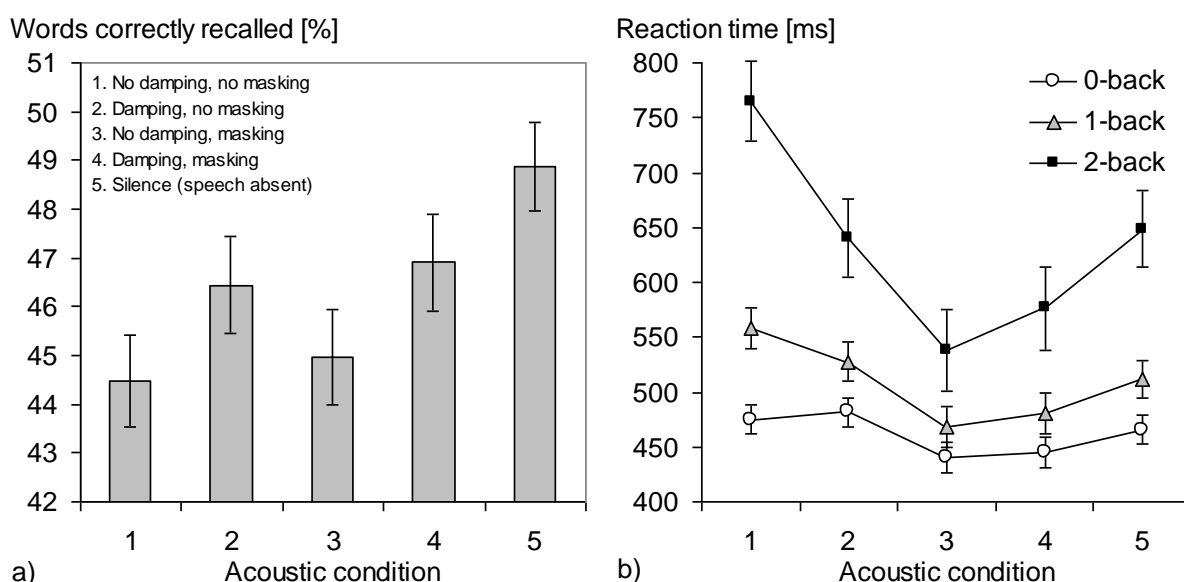 Words correctly recalled [%]
51
50
49
48
47
46
45
44
43
42
1. No damping, no masking
2. Damping, no masking
3. No damping, masking
4. Damping, masking
5. Silence (speech absent)
1 2 3 4 5
a) Acoustic condition
Reaction time [ms]
800
750
700
650
600
550
500
450
400
0-back
1-back
2-back
1 2 3 4 5
b) Acoustic condition